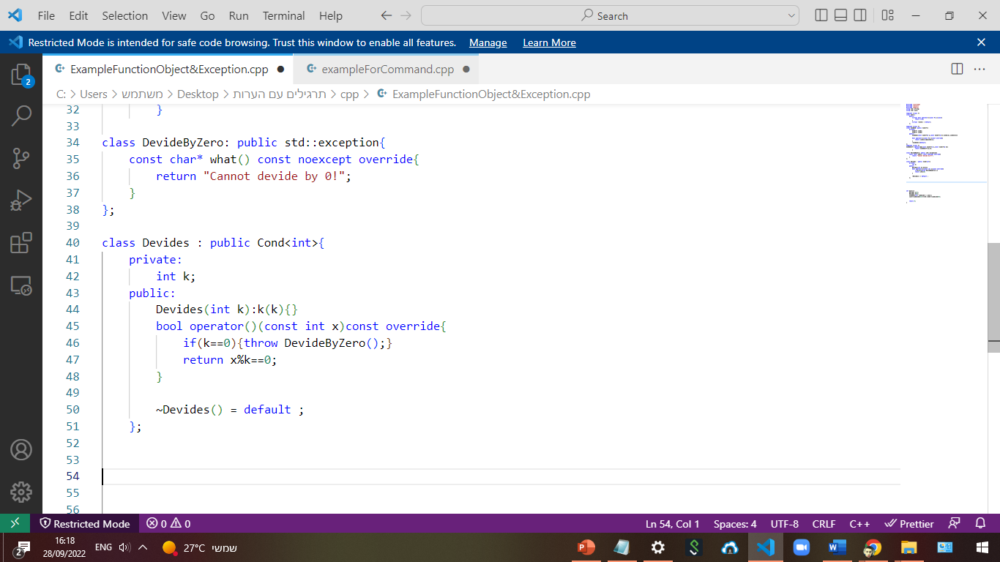 File Edit Selection View Go Run Terminal Help Search
Restricted Mode is intended for safe code browsing. Trust this window to enable all features. Manage Learn More
ExampleFunctionObject&Exception.cpp exampleForCommand.cpp
C: > Users > משתמש > Desktop > תרגילים עם הערות > cpp > ExampleFunctionObject&Exception.cpp
2
32 }
33
34 class DevideByZero: public std::exception{
35 const char* what() const noexcept override{
36 return "Cannot devide by 0!";
37 }
38 };
39
40 class Devides : public Cond<int>{
41 private:
42 int k;
43 public:
44 Devides(int k):k(k){}
45 bool operator()(const int x)const override{
46 if(k==0){throw DevideByZero();}
47 return x%k==0;
48 }
49
50 ~Devides() = default ;
51 };
52
53
54
55
56
Restricted Mode 0 0 Ln 54, Col 1 Spaces: 4 UTF-8 CRLF C++ Prettier
2 16:18 ENG 27°C שמשי
28/09/2022